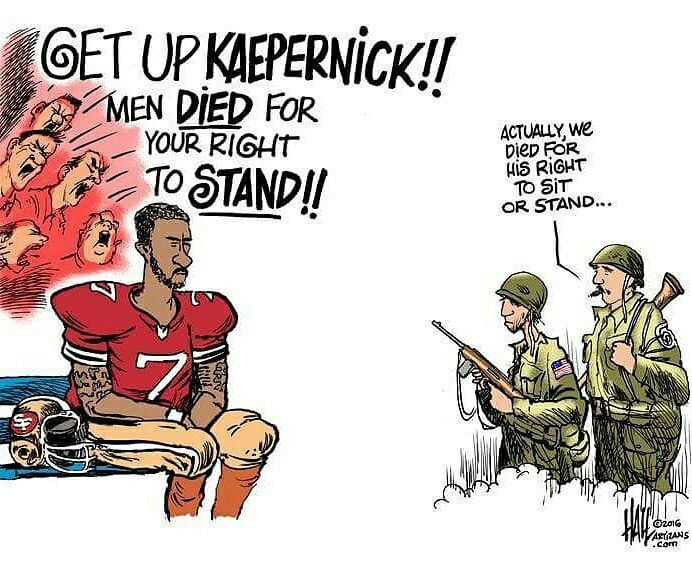 GET UP KAEPERNICK!!
MEN DIED FOR
YOUR RIGHT
TO STAND!!
ACTUALLY, WE
DIED FOR
HIS RIGHT
TO SIT
OR STAND...
7
7
7
SF
©2016
ARTIZANS
.COM